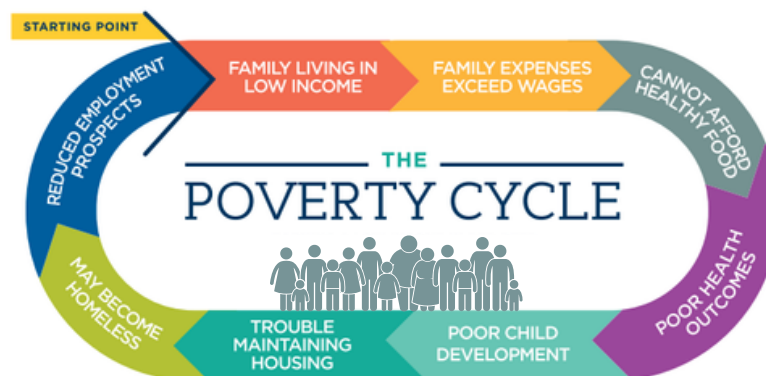 STARTING POINT
FAMILY LIVING IN
LOW INCOME
FAMILY EXPENSES
EXCEED WAGES
CANNOT AFFORD
HEALTHY FOOD
POOR HEALTH
OUTCOMES
POOR CHILD
DEVELOPMENT
TROUBLE
MAINTAINING
HOUSING
MAY BECOME
HOMELESS
REDUCED EMPLOYMENT
PROSPECTS
THE
POVERTY CYCLE